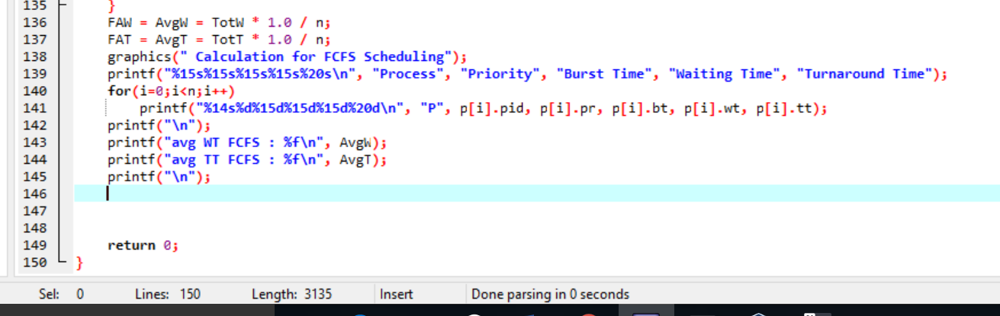 135 }
136 FAW = AvgW = TotW * 1.0 / n;
137 FAT = AvgT = TotT * 1.0 / n;
138 graphics(" Calculation for FCFS Scheduling");
139 printf("%15s%15s%15s%15s%20s\n", "Process", "Priority", "Burst Time", "Waiting Time", "Turnaround Time");
140 for(i=0;i<n;i++)
141 printf("%14s%d%15d%15d%15d%20d\n", "P", p[i].pid, p[i].pr, p[i].bt, p[i].wt, p[i].tt);
142 printf("\n");
143 printf("avg WT FCFS : %f\n", AvgW);
144 printf("avg TT FCFS : %f\n", AvgT);
145 printf("\n");
146
147
148
149 return 0;
150 }
Sel: 0 Lines: 150 Length: 3135 Insert Done parsing in 0 seconds